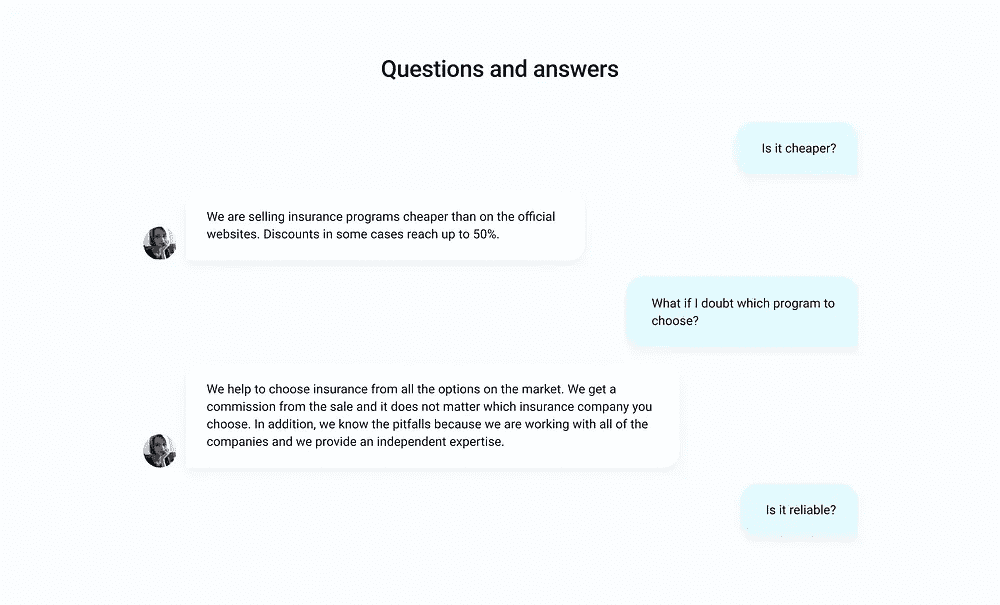 Questions and answers
Is it cheaper?
We are selling insurance programs cheaper than on the official
websites. Discounts in some cases reach up to 50%.
What if I doubt which program to
choose?
We help to choose insurance from all the options on the market. We get a
commission from the sale and it does not matter which insurance company you
choose. In addition, we know the pitfalls because we are working with all of the
companies and we provide an independent expertise.
Is it reliable?